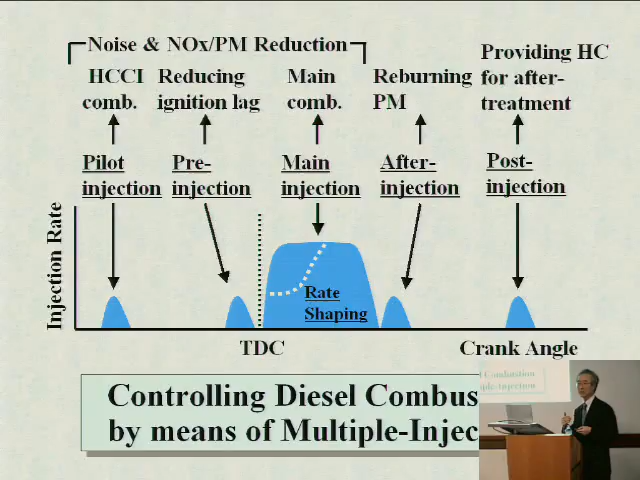 Noise & NOx/PM Reduction
HCCI
comb.
Reducing
ignition lag
Main
comb.
Reburning
PM
Providing HC
for after-
treatment
Pilot
injection
Pre-
injection
Main
injection
After-
injection
Post-
injection
Injection Rate
Rate
Shaping
TDC
Crank Angle
Controlling Diesel Combus
by means of Multiple-Injec